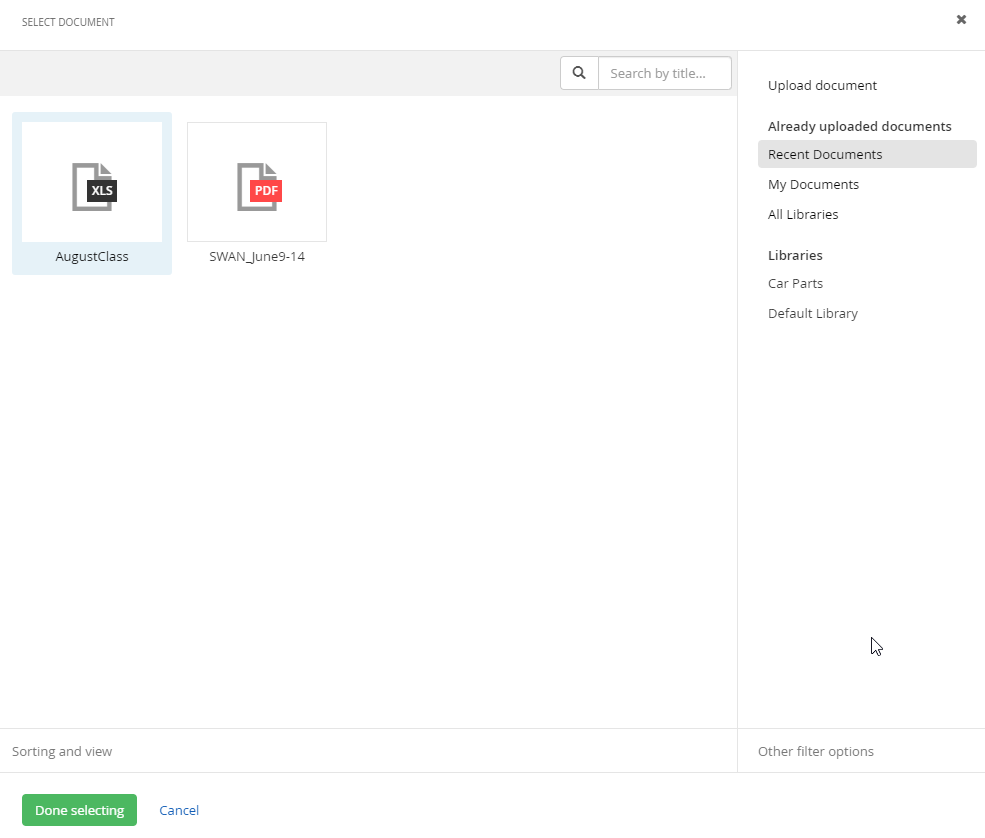 SELECT DOCUMENT
Search by title...
XLS
AugustClass
PDF
SWAN_June9-14
Upload document
Already uploaded documents
Recent Documents
My Documents
All Libraries
Libraries
Car Parts
Default Library
Sorting and view
Other filter options
Done selecting
Cancel